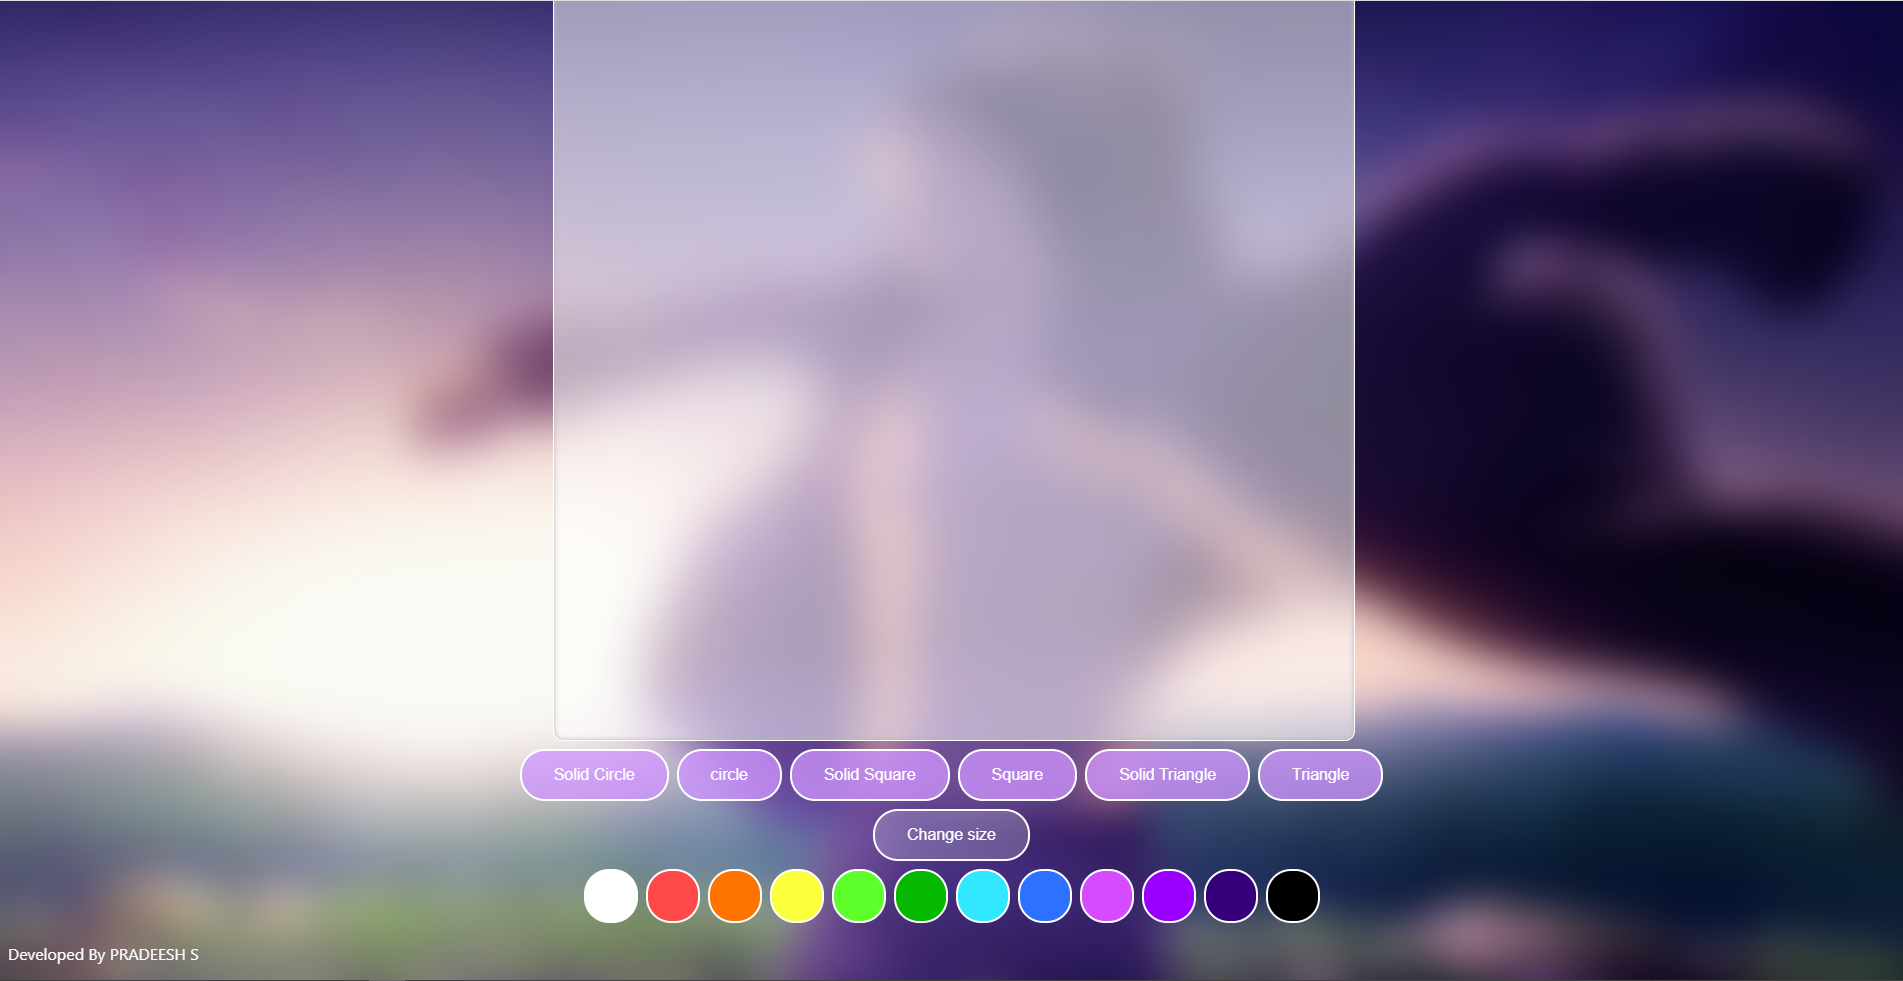 Solid Circle circle Solid Square Square Solid Triangle Triangle
Change size
Developed By PRADEESH S